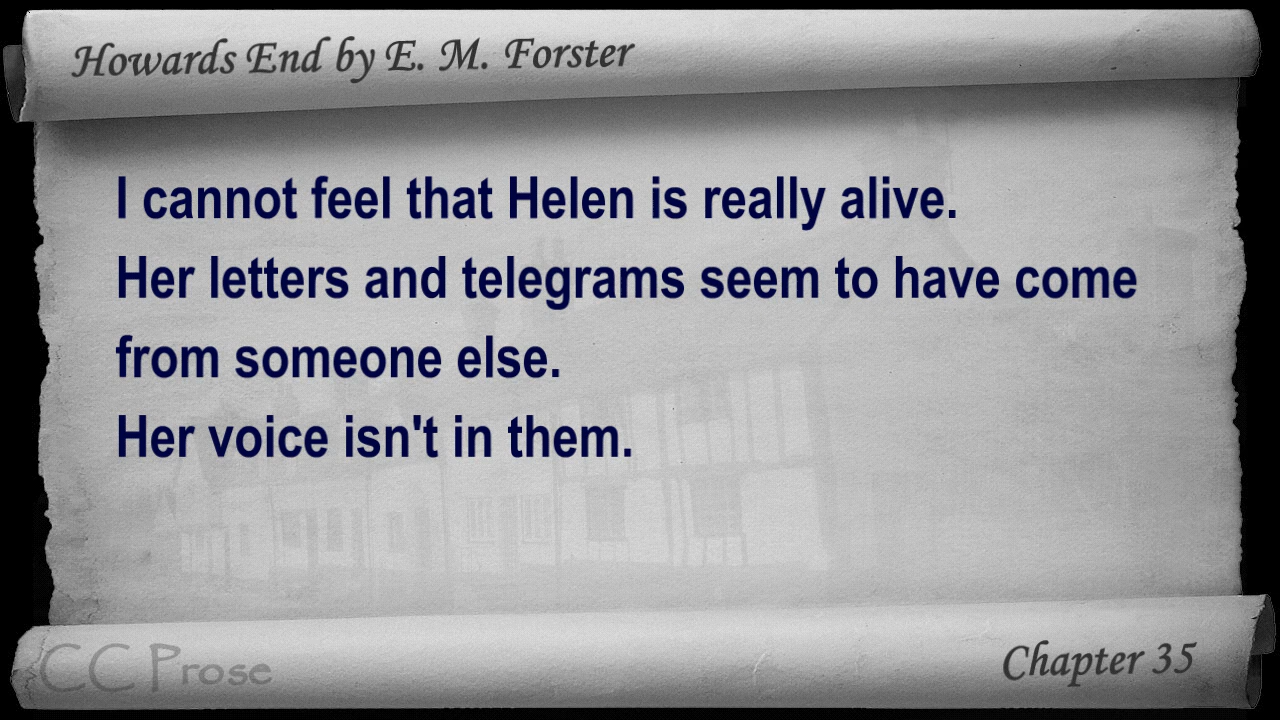 Howards End by E. M. Forster
I cannot feel that Helen is really alive.
Her letters and telegrams seem to have come
from someone else.
Her voice isn't in them.
CC Prose
Chapter 35